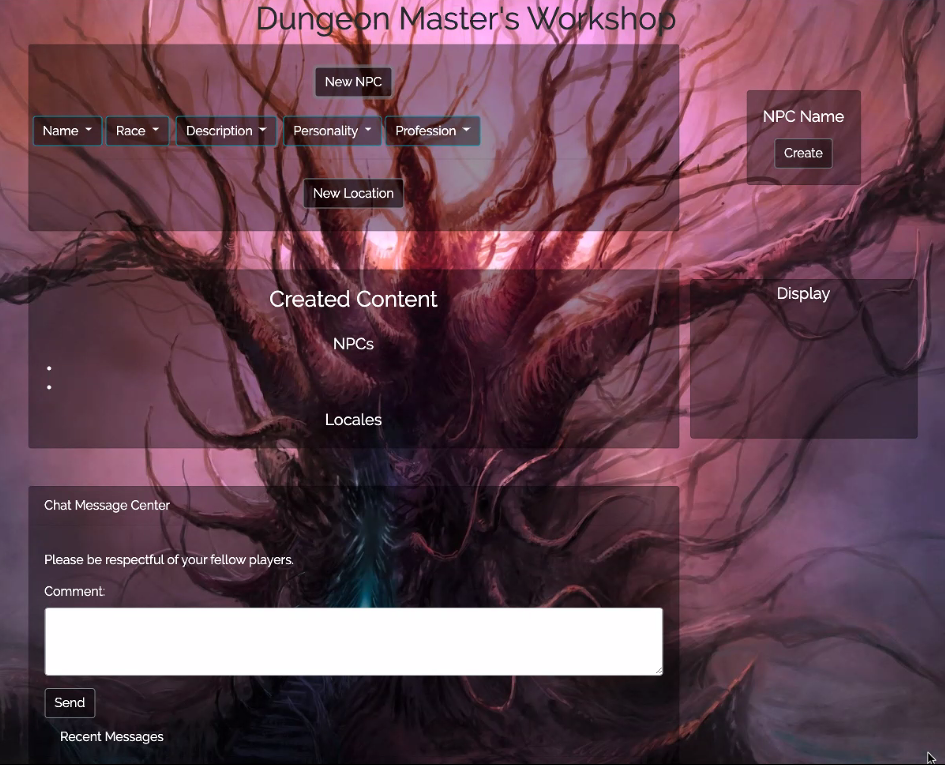 Dungeon Master's Workshop
New NPC
Name Race Description Personality Profession
New Location
NPC Name
Create
Created Content
NPCs
Locales
Display
Chat Message Center
Please be respectful of your fellow players.
Comment:
Send
Recent Messages